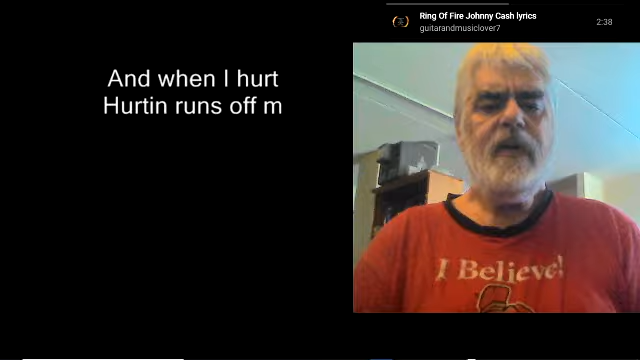 Ring Of Fire Johnny Cash lyrics
guitarandmusiclover7
2:38
And when I hurt
Hurtin runs off m
I Believe!